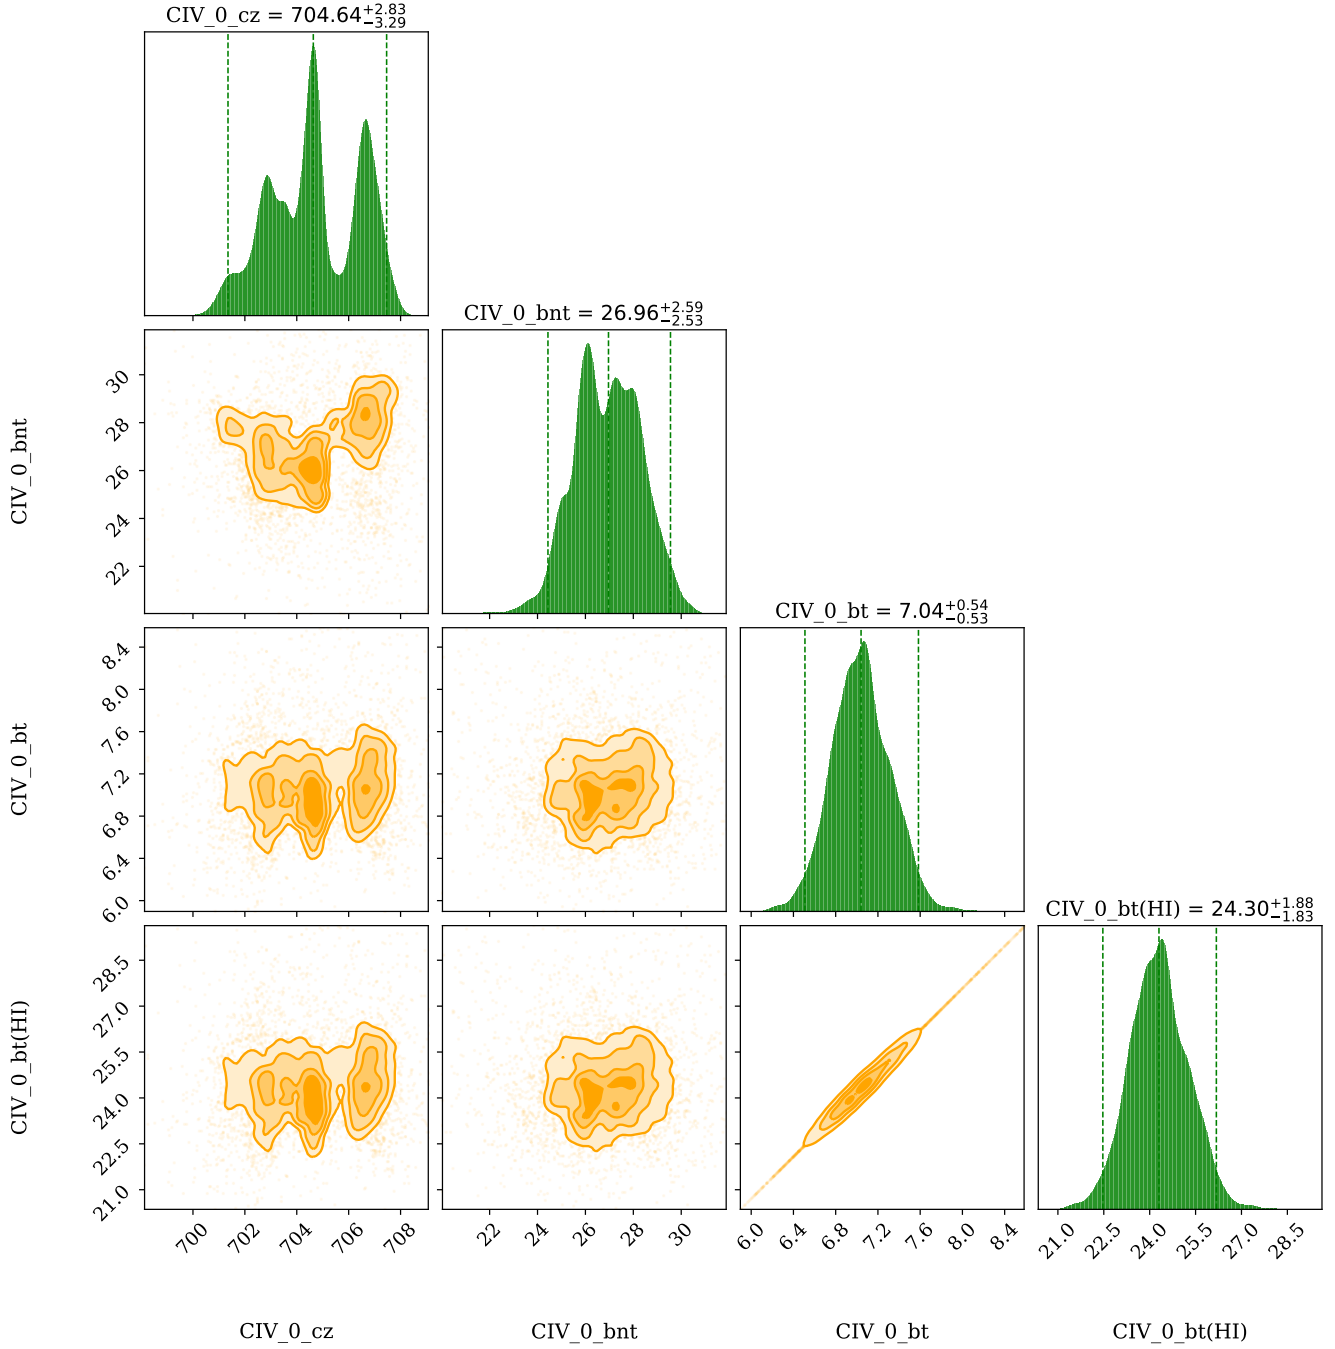 CIV_0_cz = 704.64+2.83 −3.29
CIV_0_bnt = 26.96+2.59 −2.53
30
28
26
24
22
CIV_0_bnt
CIV_0_bt = 7.04+0.54 −0.53
8.4
8.0
7.6
7.2
6.8
6.4
6.0
CIV_0_bt
CIV_0_bt(HI) = 24.30+1.88 −1.83
28.5
27.0
25.5
24.0
22.5
21.0
CIV_0_bt(HI)
700 702 704 706 708
22 24 26 28 30
6.0 6.4 6.8 7.2 7.6 8.0 8.4
21.0 22.5 24.0 25.5 27.0 28.5
CIV_0_cz
CIV_0_bnt
CIV_0_bt
CIV_0_bt(HI)